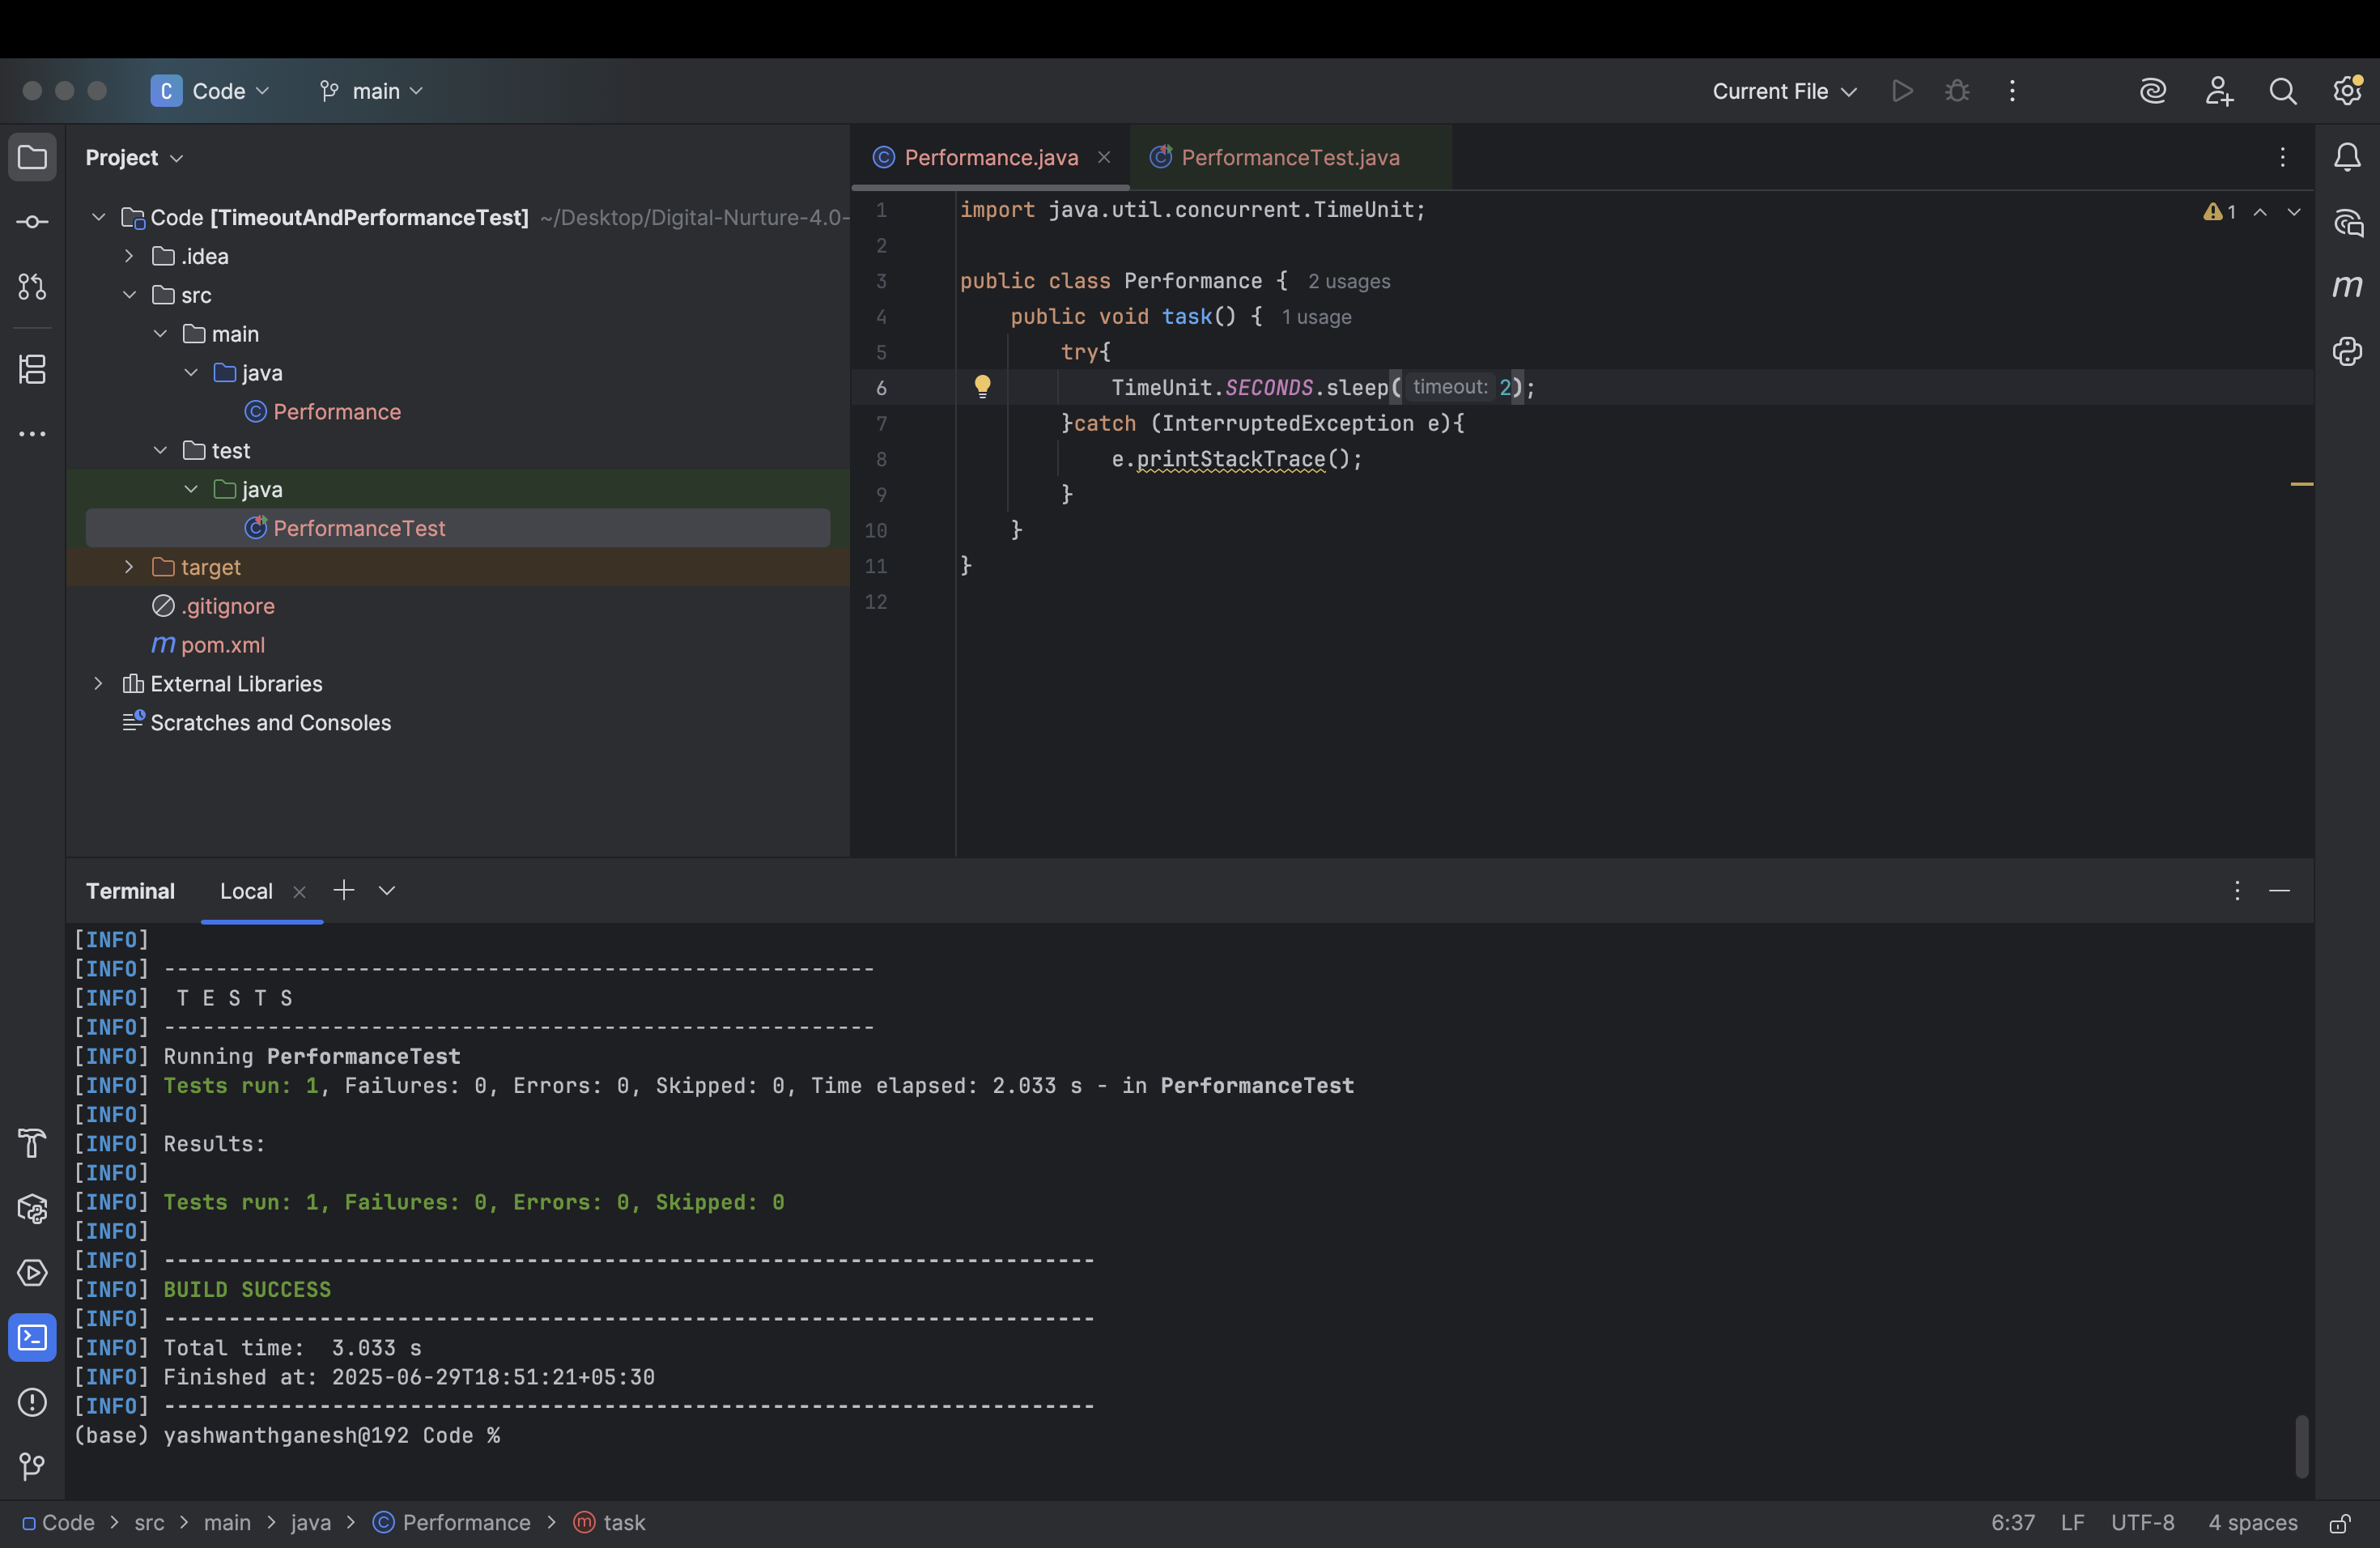 C Code main Current File
Project
Code [TimeoutAndPerformanceTest] ~/Desktop/Digital-Nurture-4.0-
.idea
src
main
java
Performance
test
java
PerformanceTest
target
.gitignore
m pom.xml
External Libraries
Scratches and Consoles
Performance.java PerformanceTest.java
1 import java.util.concurrent.TimeUnit;
2
3 public class Performance { 2 usages
4 public void task() { 1 usage
5 try{
6 TimeUnit.SECONDS.sleep( timeout: 2);
7 }catch (InterruptedException e){
8 e.printStackTrace();
9 }
10 }
11 }
12
1
m
Terminal Local
[INFO]
[INFO] -------------------------------------------------------
[INFO]  T E S T S
[INFO] -------------------------------------------------------
[INFO] Running PerformanceTest
[INFO] Tests run: 1, Failures: 0, Errors: 0, Skipped: 0, Time elapsed: 2.033 s - in PerformanceTest
[INFO]
[INFO] Results:
[INFO]
[INFO] Tests run: 1, Failures: 0, Errors: 0, Skipped: 0
[INFO]
[INFO] ------------------------------------------------------------------------
[INFO] BUILD SUCCESS
[INFO] ------------------------------------------------------------------------
[INFO] Total time:  3.033 s
[INFO] Finished at: 2025-06-29T18:51:21+05:30
[INFO] ------------------------------------------------------------------------
(base) yashwanthganesh@192 Code %
Code > src > main > java > Performance > m task 6:37 LF UTF-8 4 spaces